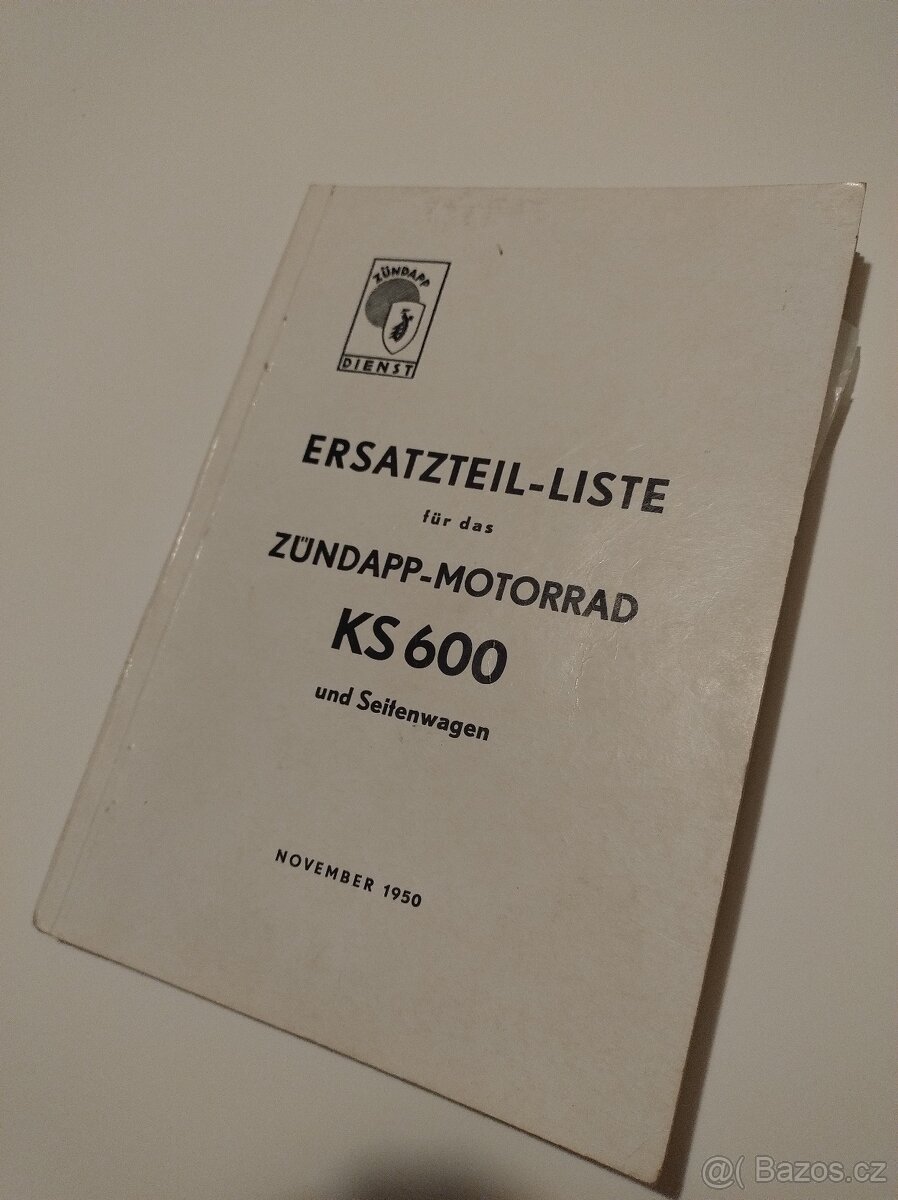 ZÜNDAPP
DIENST
ERSATZTEIL-LISTE
für das
ZÜNDAPP-MOTORRAD
KS 600
und Seitenwagen
NOVEMBER 1950
@( Bazos.cz